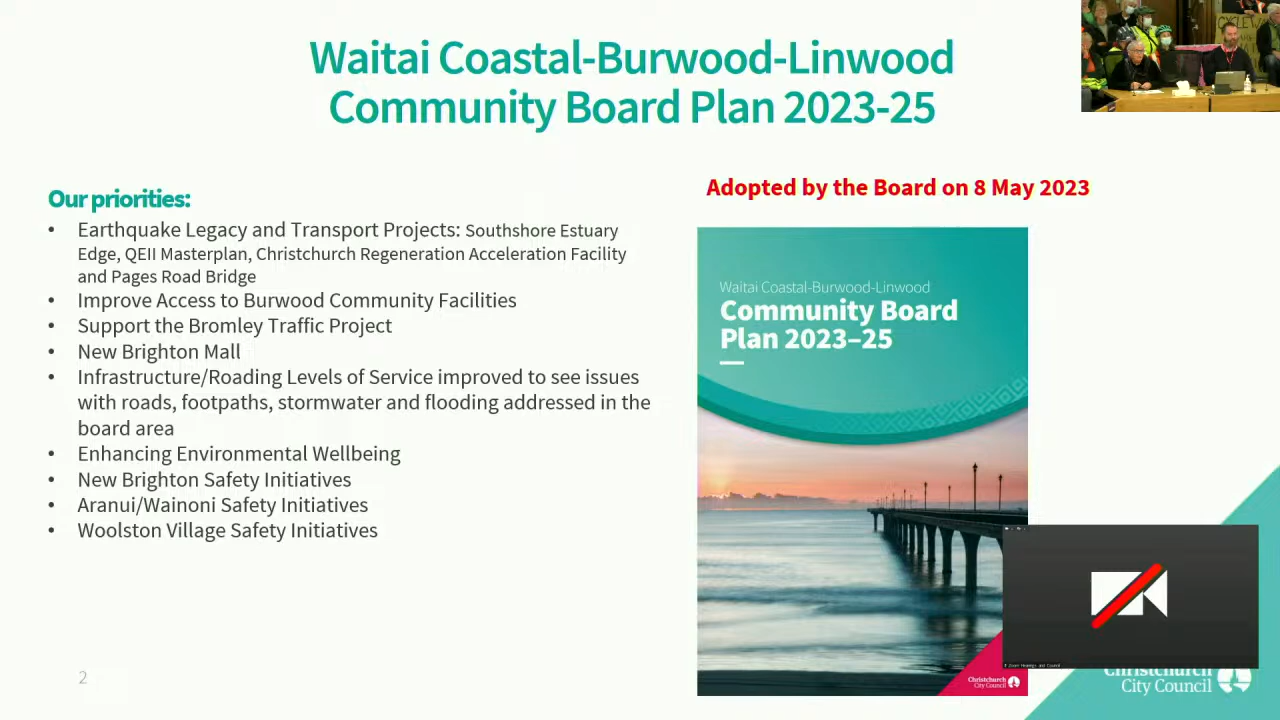 Waitai Coastal-Burwood-Linwood
Community Board Plan 2023-25
Our priorities:
• Earthquake Legacy and Transport Projects: Southshore Estuary
Edge, QEII Masterplan, Christchurch Regeneration Acceleration Facility
and Pages Road Bridge
• Improve Access to Burwood Community Facilities
• Support the Bromley Traffic Project
• New Brighton Mall
• Infrastructure/Roading Levels of Service improved to see issues
with roads, footpaths, stormwater and flooding addressed in the
board area
• Enhancing Environmental Wellbeing
• New Brighton Safety Initiatives
• Aranui/Wainoni Safety Initiatives
• Woolston Village Safety Initiatives
2
Adopted by the Board on 8 May 2023
Waitai Coastal-Burwood-Linwood
Community Board
Plan 2023–25
Christchurch
City Council
Christchurch
City Council